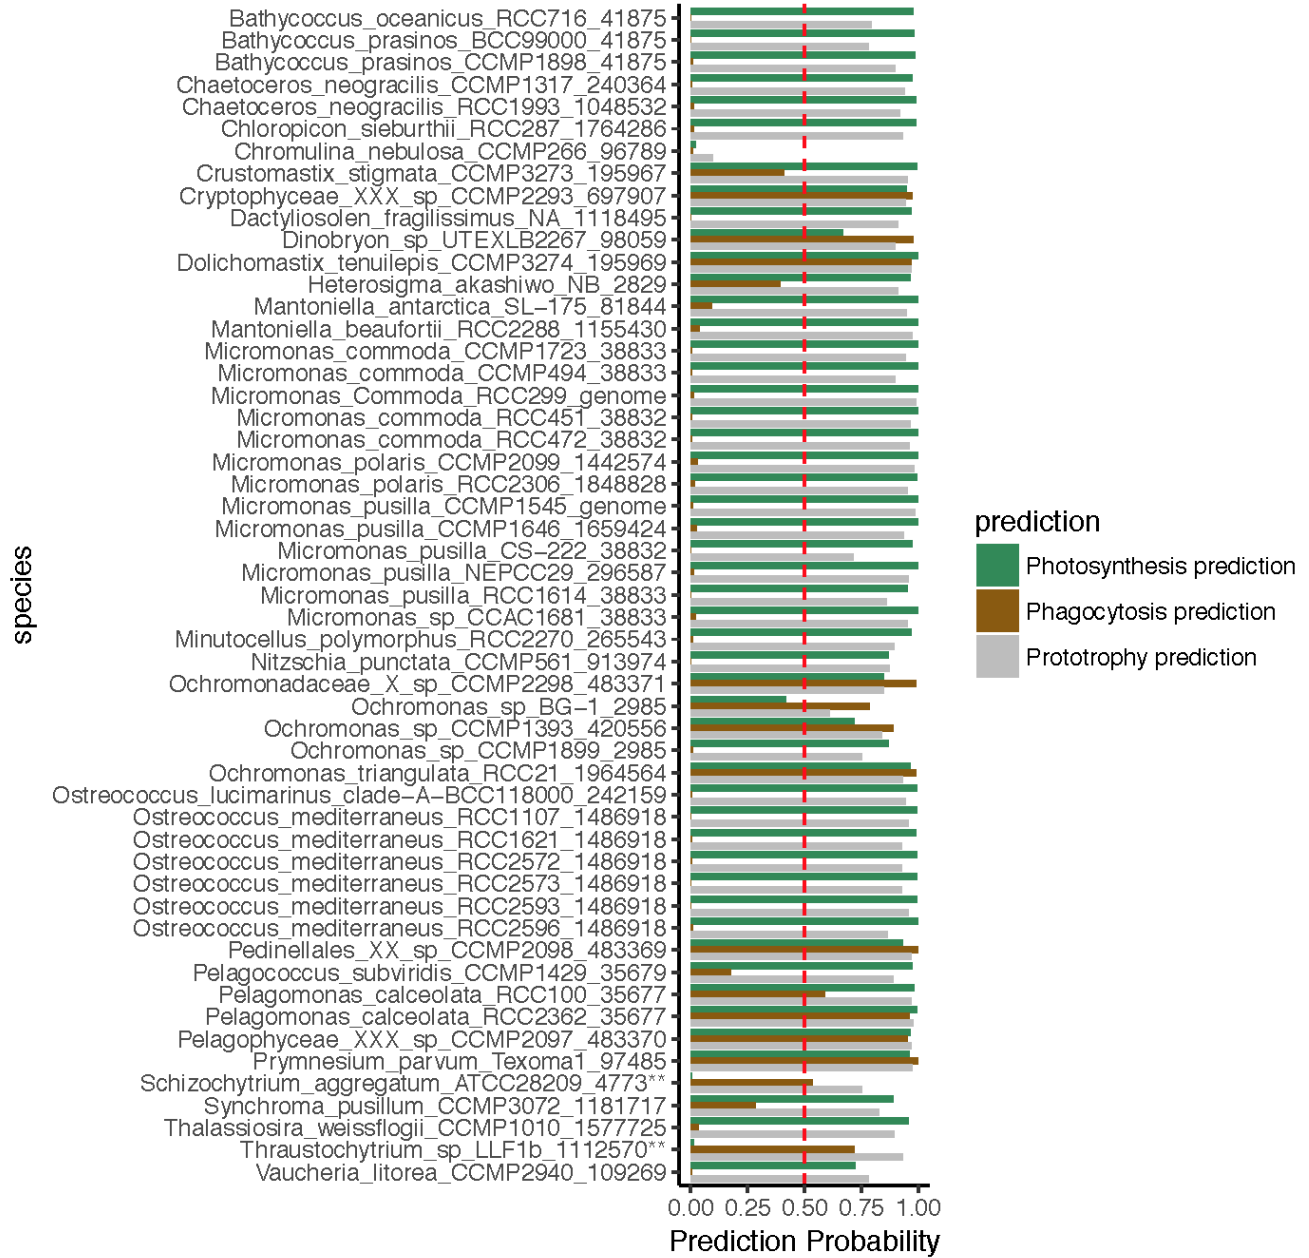 Bathycoccus_oceanicus_RCC716_41875
Bathycoccus_prasinos_BCC99000_41875
Bathycoccus_prasinos_CCMP1898_41875
Chaetoceros_neogracilis_CCMP1317_240364
Chaetoceros_neogracilis_RCC1993_1048532
Chloropicon_sieburthii_RCC287_1764286
Chromulina_nebulosa_CCMP266_96789
Crustomastix_stigmata_CCMP3273_195967
Cryptophyceae_XXX_sp_CCMP2293_697907
Dactyliosolen_fragilissimus_NA_1118495
Dinobryon_sp_UTEXLB2267_98059
Dolichomastix_tenuilepis_CCMP3274_195969
Heterosigma_akashiwo_NB_2829
Mantoniella_antarctica_SL−175_81844
Mantoniella_beaufortii_RCC2288_1155430
Micromonas_commoda_CCMP1723_38833
Micromonas_commoda_CCMP494_38833
Micromonas_Commoda_RCC299_genome
Micromonas_commoda_RCC451_38832
Micromonas_commoda_RCC472_38832
Micromonas_polaris_CCMP2099_1442574
Micromonas_polaris_RCC2306_1848828
Micromonas_pusilla_CCMP1545_genome
Micromonas_pusilla_CCMP1646_1659424
Micromonas_pusilla_CS−222_38832
Micromonas_pusilla_NEPCC29_296587
Micromonas_pusilla_RCC1614_38833
Micromonas_sp_CCAC1681_38833
Minutocellus_polymorphus_RCC2270_265543
Nitzschia_punctata_CCMP561_913974
Ochromonadaceae_X_sp_CCMP2298_483371
Ochromonas_sp_BG−1_2985
Ochromonas_sp_CCMP1393_420556
Ochromonas_sp_CCMP1899_2985
Ochromonas_triangulata_RCC21_1964564
Ostreococcus_lucimarinus_clade−A−BCC118000_242159
Ostreococcus_mediterraneus_RCC1107_1486918
Ostreococcus_mediterraneus_RCC1621_1486918
Ostreococcus_mediterraneus_RCC2572_1486918
Ostreococcus_mediterraneus_RCC2573_1486918
Ostreococcus_mediterraneus_RCC2593_1486918
Ostreococcus_mediterraneus_RCC2596_1486918
Pedinellales_XX_sp_CCMP2098_483369
Pelagococcus_subviridis_CCMP1429_35679
Pelagomonas_calceolata_RCC100_35677
Pelagomonas_calceolata_RCC2362_35677
Pelagophyceae_XXX_sp_CCMP2097_483370
Prymnesium_parvum_Texoma1_97485
Schizochytrium_aggregatum_ATCC28209_4773**
Synchroma_pusillum_CCMP3072_1181717
Thalassiosira_weissflogii_CCMP1010_1577725
Thraustochytrium_sp_LLF1b_1112570**
Vaucheria_litorea_CCMP2940_109269
species
0.00 0.25 0.50 0.75 1.00
Prediction Probability
prediction
Photosynthesis prediction
Phagocytosis prediction
Prototrophy prediction